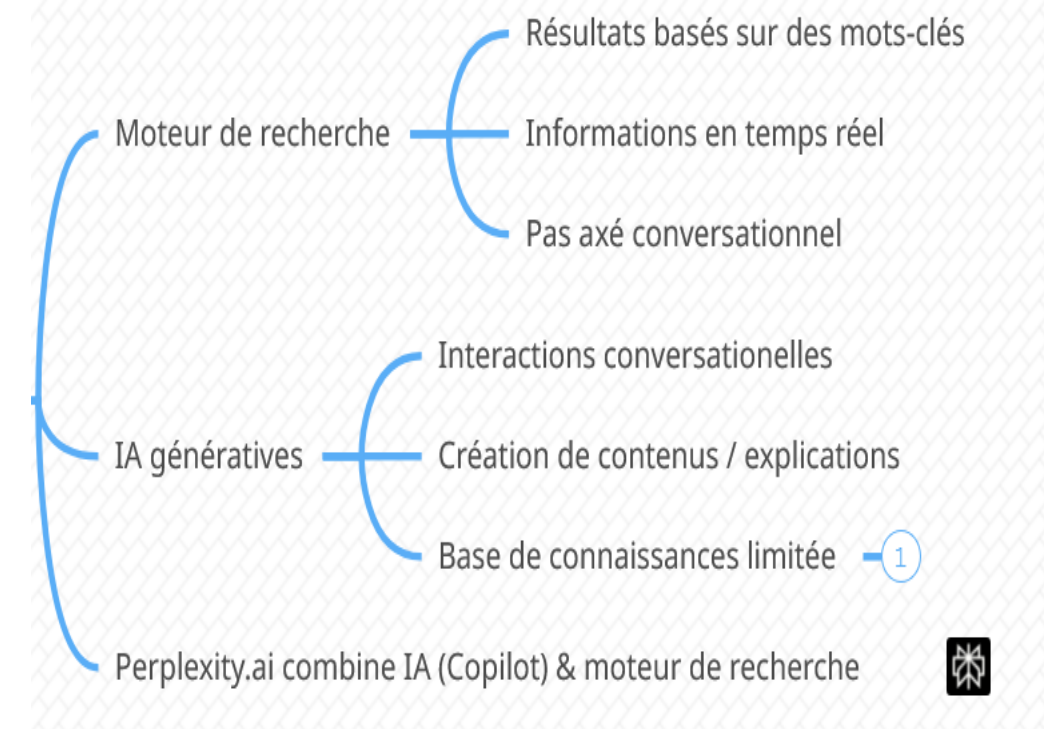 Résultats basés sur des mots-clés
Moteur de recherche
Informations en temps réel
Pas axé conversationnel
Interactions conversationelles
IA génératives
Création de contenus / explications
Base de connaissances limitée
1
Perplexity.ai combine IA (Copilot) & moteur de recherche